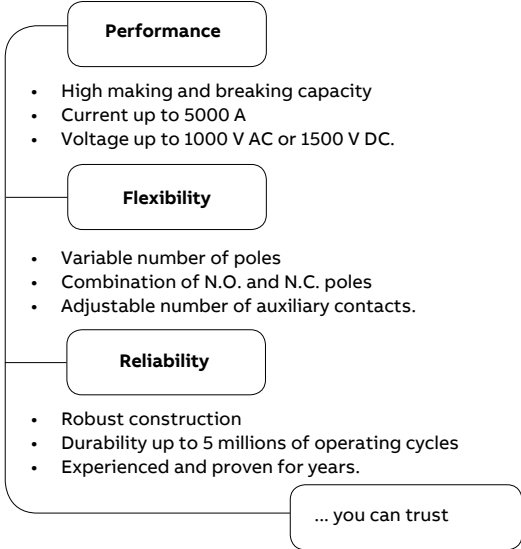 Performance
• High making and breaking capacity
• Current up to 5000 A
• Voltage up to 1000 V AC or 1500 V DC.
Flexibility
• Variable number of poles
• Combination of N.O. and N.C. poles
• Adjustable number of auxiliary contacts.
Reliability
• Robust construction
• Durability up to 5 millions of operating cycles
• Experienced and proven for years.
... you can trust